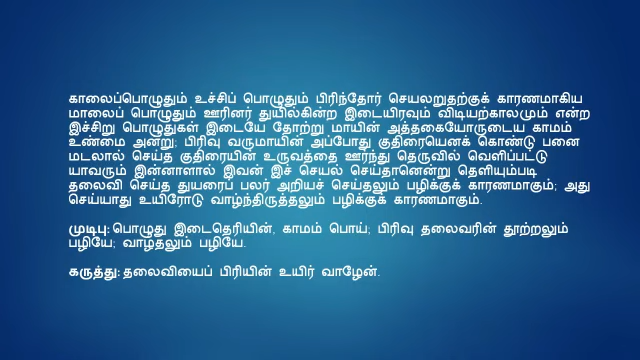 காலைப்பொழுதும் உச்சிப் பொழுதும் பிரிந்தோர் செயலறுதற்குக் காரணமாகிய
மாலைப் பொழுதும் ஊரினர் துயில்கின்ற இடையிரவும் விடியற்காலமும் என்ற
இச்சிறு பொழுதுகள் இடையே தோற்று மாயின் அத்தகையோருடைய காமம்
உண்மை அன்று; பிரிவு வருமாயின் அப்போது குதிரையெனக் கொண்டு பனை
மடலால் செய்த குதிரையின் உருவத்தை ஊர்ந்து தெருவில் வெளிப்பட்டு
யாவரும் இன்னாளால் இவன் இச் செயல் செய்தானென்று தெளியும்படி
தலைவி செய்த துயரைப் பலர் அறியச் செய்தலும் பழிக்குக் காரணமாகும்; அது
செய்யாது உயிரோடு வாழ்ந்திருத்தலும் பழிக்குக் காரணமாகும்.
முடிபு: பொழுது இடைதெரியின், காமம் பொய்; பிரிவு தலைவரின் தூற்றலும்
பழியே; வாழ்தலும் பழியே.
கருத்து: தலைவியைப் பிரியின் உயிர் வாழேன்.